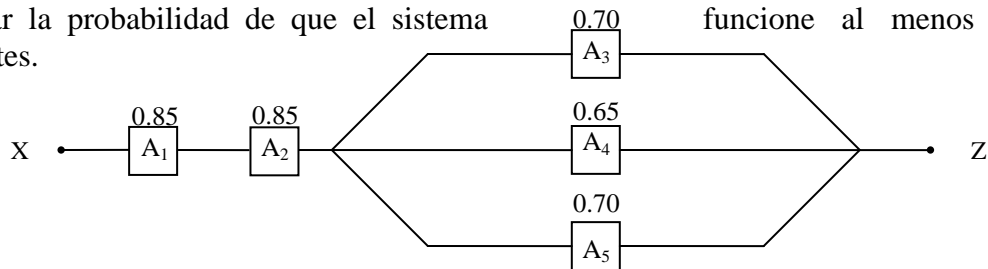 la probabilidad de que el sistema funcione al menos
0.70
A₃
0.85 0.85 0.65
X A₁ A₂ A₄ Z
0.70
A₅